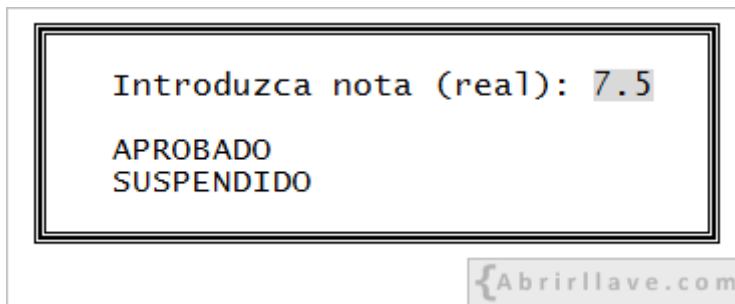 Introduzca nota (real): 7.5
APROBADO
SUSPENDIDO
{Abrirllave.com